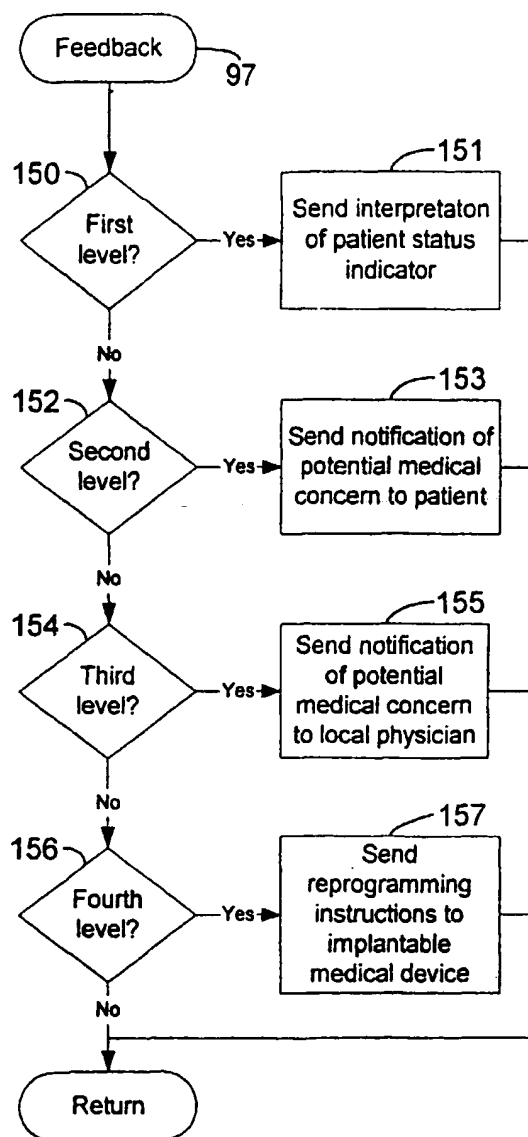 Feedback
97
150
First
level?
Yes
151
Send interpretaton
of patient status
indicator
No
152
Second
level?
Yes
153
Send notification of
potential medical
concern to patient
No
154
Third
level?
Yes
155
Send notification
of potential
medical concern
to local physician
No
156
Fourth
level?
Yes
157
Send
reprogramming
instructions to
implantable
medical device
No
Return